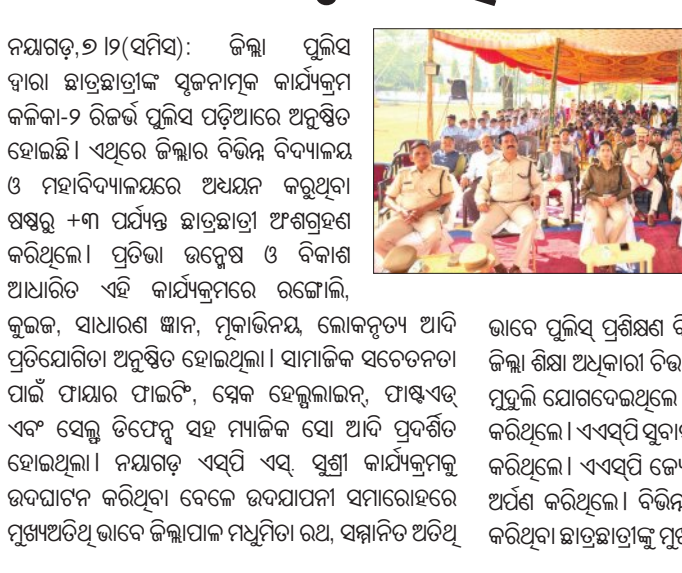 ନୟାଗଡ଼,୭ ।୨(ସମିସ): ଜିଲ୍ଲା ପୁଲିସ
ଦ୍ୱାରା ଛାତ୍ରଛାତ୍ରୀଙ୍କ ସୃଜନାତ୍ମକ କାର୍ଯ୍ୟକ୍ରମ
କଳିକା-୨ ରିଜର୍ଭ ପୁଲିସ ପଡ଼ିଆରେ ଅନୁଷ୍ଠିତ
ହୋଇଛି। ଏଥିରେ ଜିଲ୍ଲାର ବିଭିନ୍ନ ବିଦ୍ୟାଳୟ
ଓ ମହାବିଦ୍ୟାଳୟରେ ଅଧ୍ୟୟନ କରୁଥିବା
ଷଷ୍ଠରୁ +୩ ପର୍ଯ୍ୟନ୍ତ ଛାତ୍ରଛାତ୍ରୀ ଅଂଶଗ୍ରହଣ
କରିଥିଲେ। ପ୍ରତିଭା ଉନ୍ମେଷ ଓ ବିକାଶ
ଆଧାରିତ ଏହି କାର୍ଯ୍ୟକ୍ରମରେ ରଙ୍ଗୋଲି,
କୁଇଜ, ସାଧାରଣ ଜ୍ଞାନ, ମୂକାଭିନୟ, ଲୋକନୃତ୍ୟ ଆଦି
ପ୍ରତିଯୋଗିତା ଅନୁଷ୍ଠିତ ହୋଇଥିଲା। ସାମାଜିକ ସଚେତନତା
ପାଇଁ ଫାୟାର ଫାଇଟିଂ, ସ୍ନେକ ହେଲ୍ପଲାଇନ୍, ଫାଷ୍ଟଏଡ୍
ଏବଂ ସେଲ୍ଫ ଡିଫେନ୍ସ ସହ ମ୍ୟାଜିକ ସୋ ଆଦି ପ୍ରଦର୍ଶିତ
ହୋଇଥିଲା। ନୟାଗଡ଼ ଏସ୍‌ପି ଏସ୍. ସୁଶ୍ରୀ କାର୍ଯ୍ୟକ୍ରମକୁ
ଉଦଘାଟନ କରିଥିବା ବେଳେ ଉଦଯାପନୀ ସମାରୋହରେ
ମୁଖ୍ୟଅତିଥି ଭାବେ ଜିଲ୍ଲାପାଳ ମଧୁମିତା ରଥ, ସମ୍ମାନିତ ଅତିଥି
ଭାବେ ପୁଲିସ୍ ପ୍ରଶିକ୍ଷଣ
ଜିଲ୍ଲା ଶିକ୍ଷା ଅଧିକାରୀ
ମୁଦୁଲି ଯୋଗଦେଇଥିଲେ
କରିଥିଲେ। ଏଏସ୍‌ପି
କରିଥିଲେ। ଏଏସ୍‌ପି
ଅର୍ପଣ କରିଥିଲେ। ବିଭିନ୍ନ
କରିଥିବା ଛାତ୍ରଛାତ୍ରୀଙ୍କୁ